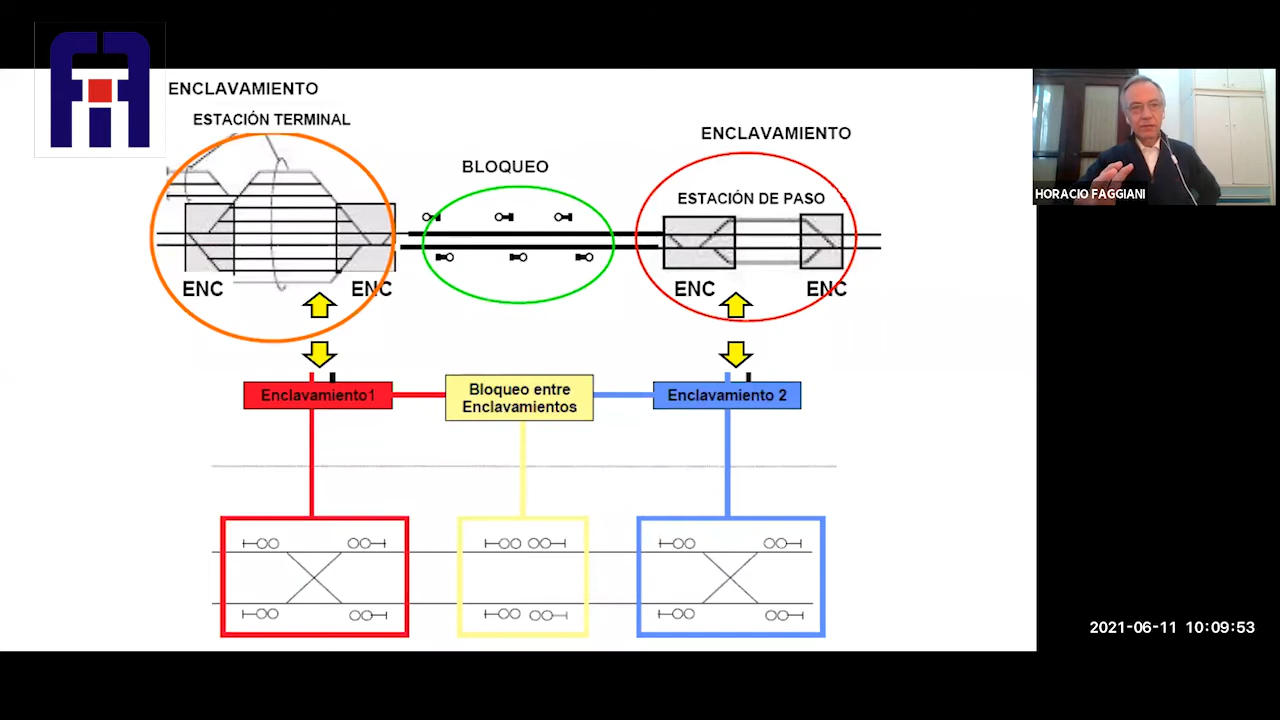 ENCLAVAMIENTO
ESTACIÓN TERMINAL
ENCLAVAMIENTO
BLOQUEO
ESTACIÓN DE PASO
HORACIO FAGGIANI
ENC
ENC
ENC
ENC
Enclavamiento1
Bloqueo entre
Enclavamientos
Enclavamiento 2
2021-06-11 10:09:53